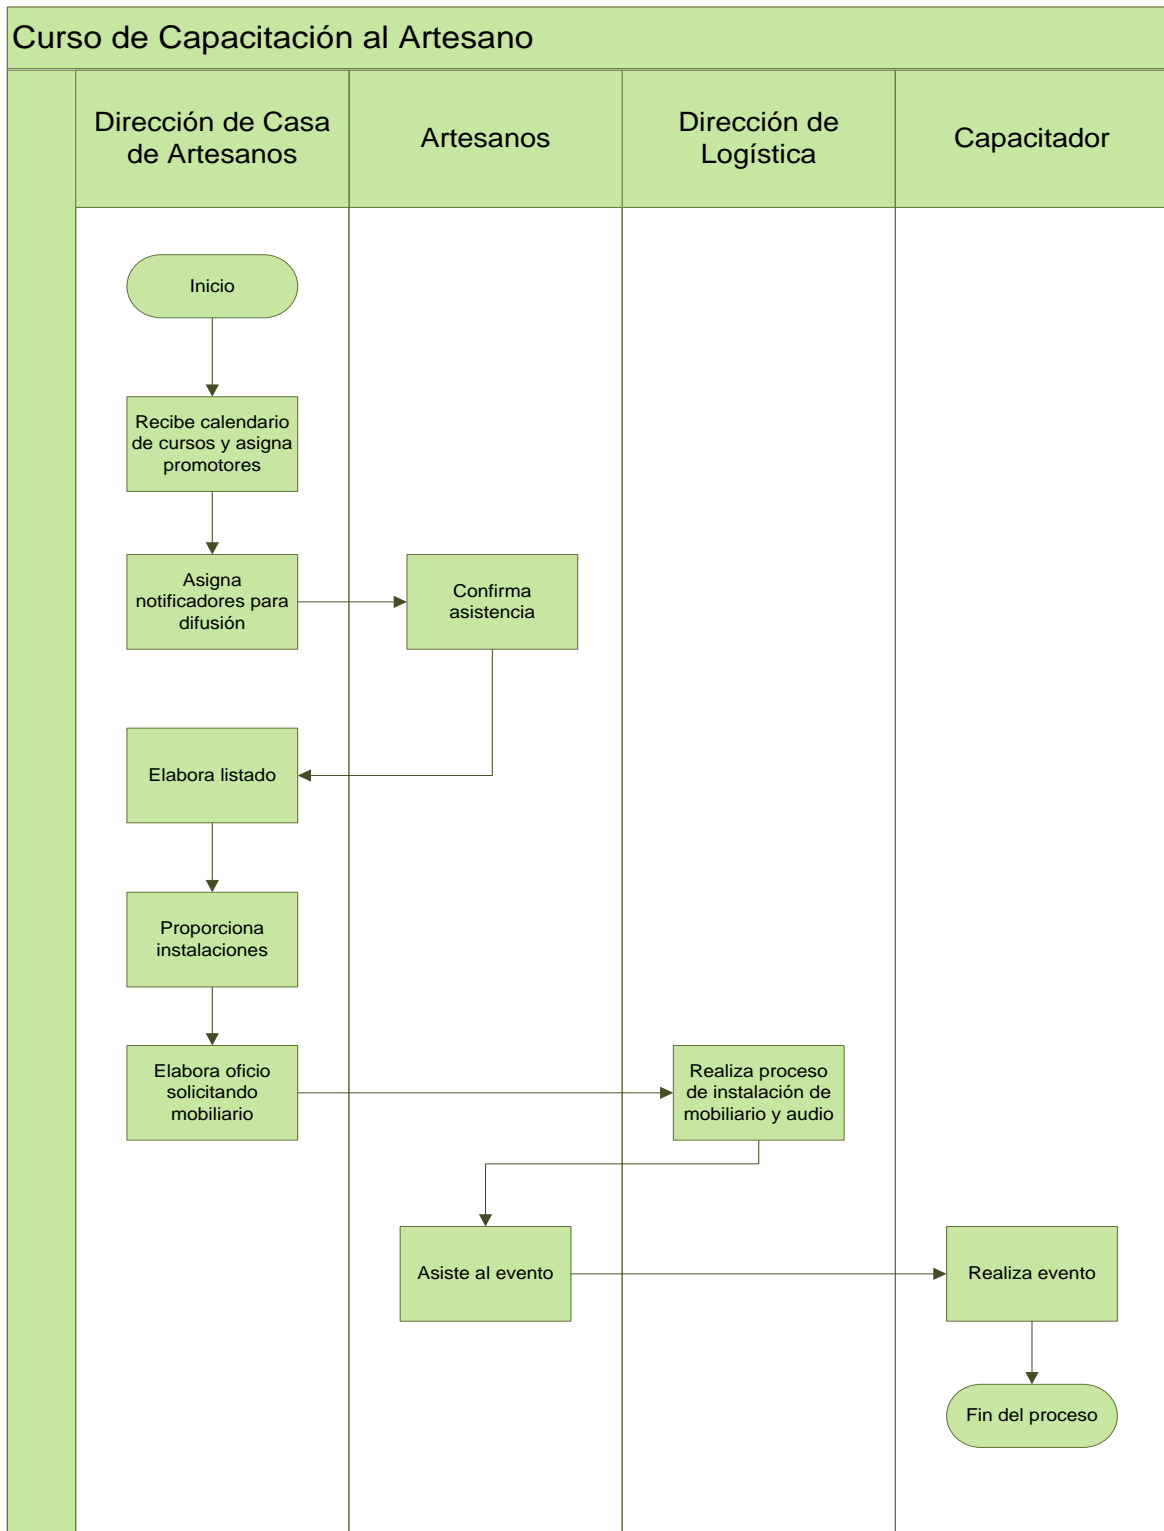 Curso de Capacitación al Artesano
Dirección de Casa
de Artesanos
Artesanos
Dirección de
Logística
Capacitador
Inicio
Recibe calendario
de cursos y asigna
promotores
Asigna
notificadores para
difusión
Confirma
asistencia
Elabora listado
Proporciona
instalaciones
Elabora oficio
solicitando
mobiliario
Realiza proceso
de instalación de
mobiliario y audio
Asiste al evento
Realiza evento
Fin del proceso